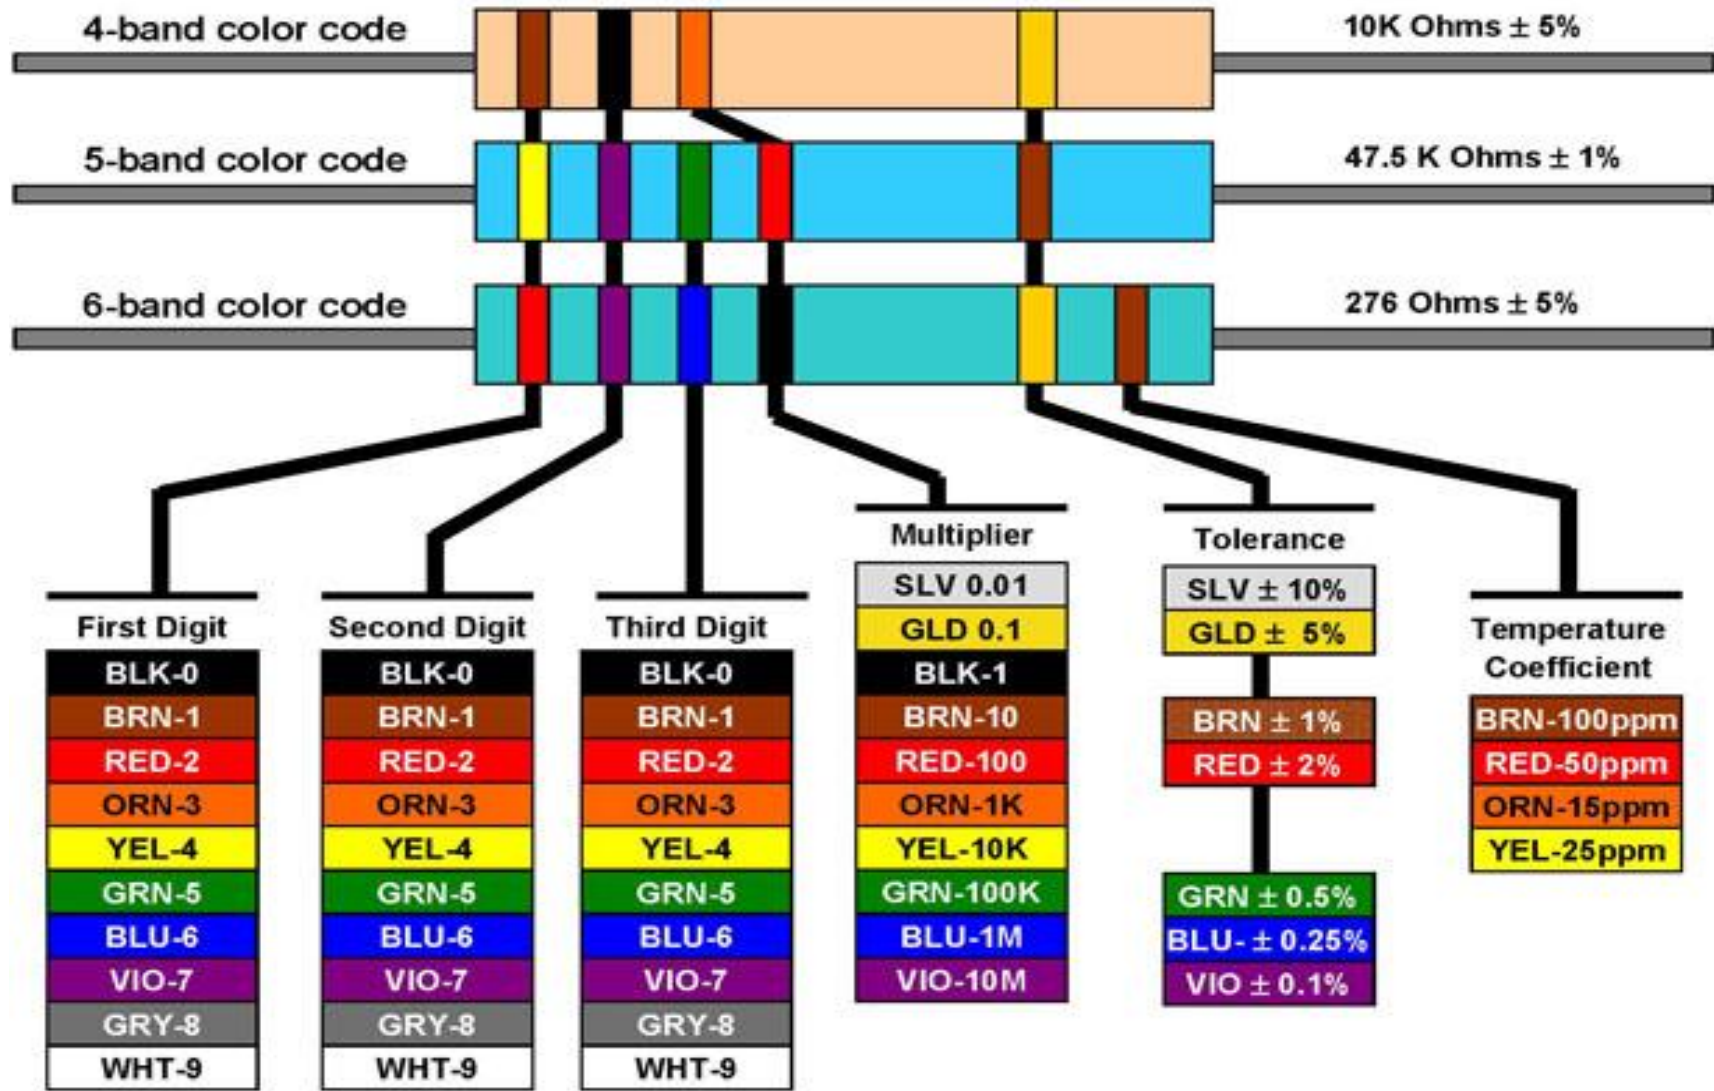 4-band color code
10K Ohms ± 5%
5-band color code
47.5 K Ohms ± 1%
6-band color code
276 Ohms ± 5%
First Digit
BLK-0
BRN-1
RED-2
ORN-3
YEL-4
GRN-5
BLU-6
VIO-7
GRY-8
WHT-9
Second Digit
BLK-0
BRN-1
RED-2
ORN-3
YEL-4
GRN-5
BLU-6
VIO-7
GRY-8
WHT-9
Third Digit
BLK-0
BRN-1
RED-2
ORN-3
YEL-4
GRN-5
BLU-6
VIO-7
GRY-8
WHT-9
Multiplier
SLV 0.01
GLD 0.1
BLK-1
BRN-10
RED-100
ORN-1K
YEL-10K
GRN-100K
BLU-1M
VIO-10M
Tolerance
SLV ± 10%
GLD ± 5%
BRN ± 1%
RED ± 2%
GRN ± 0.5%
BLU- ± 0.25%
VIO ± 0.1%
Temperature
Coefficient
BRN-100ppm
RED-50ppm
ORN-15ppm
YEL-25ppm